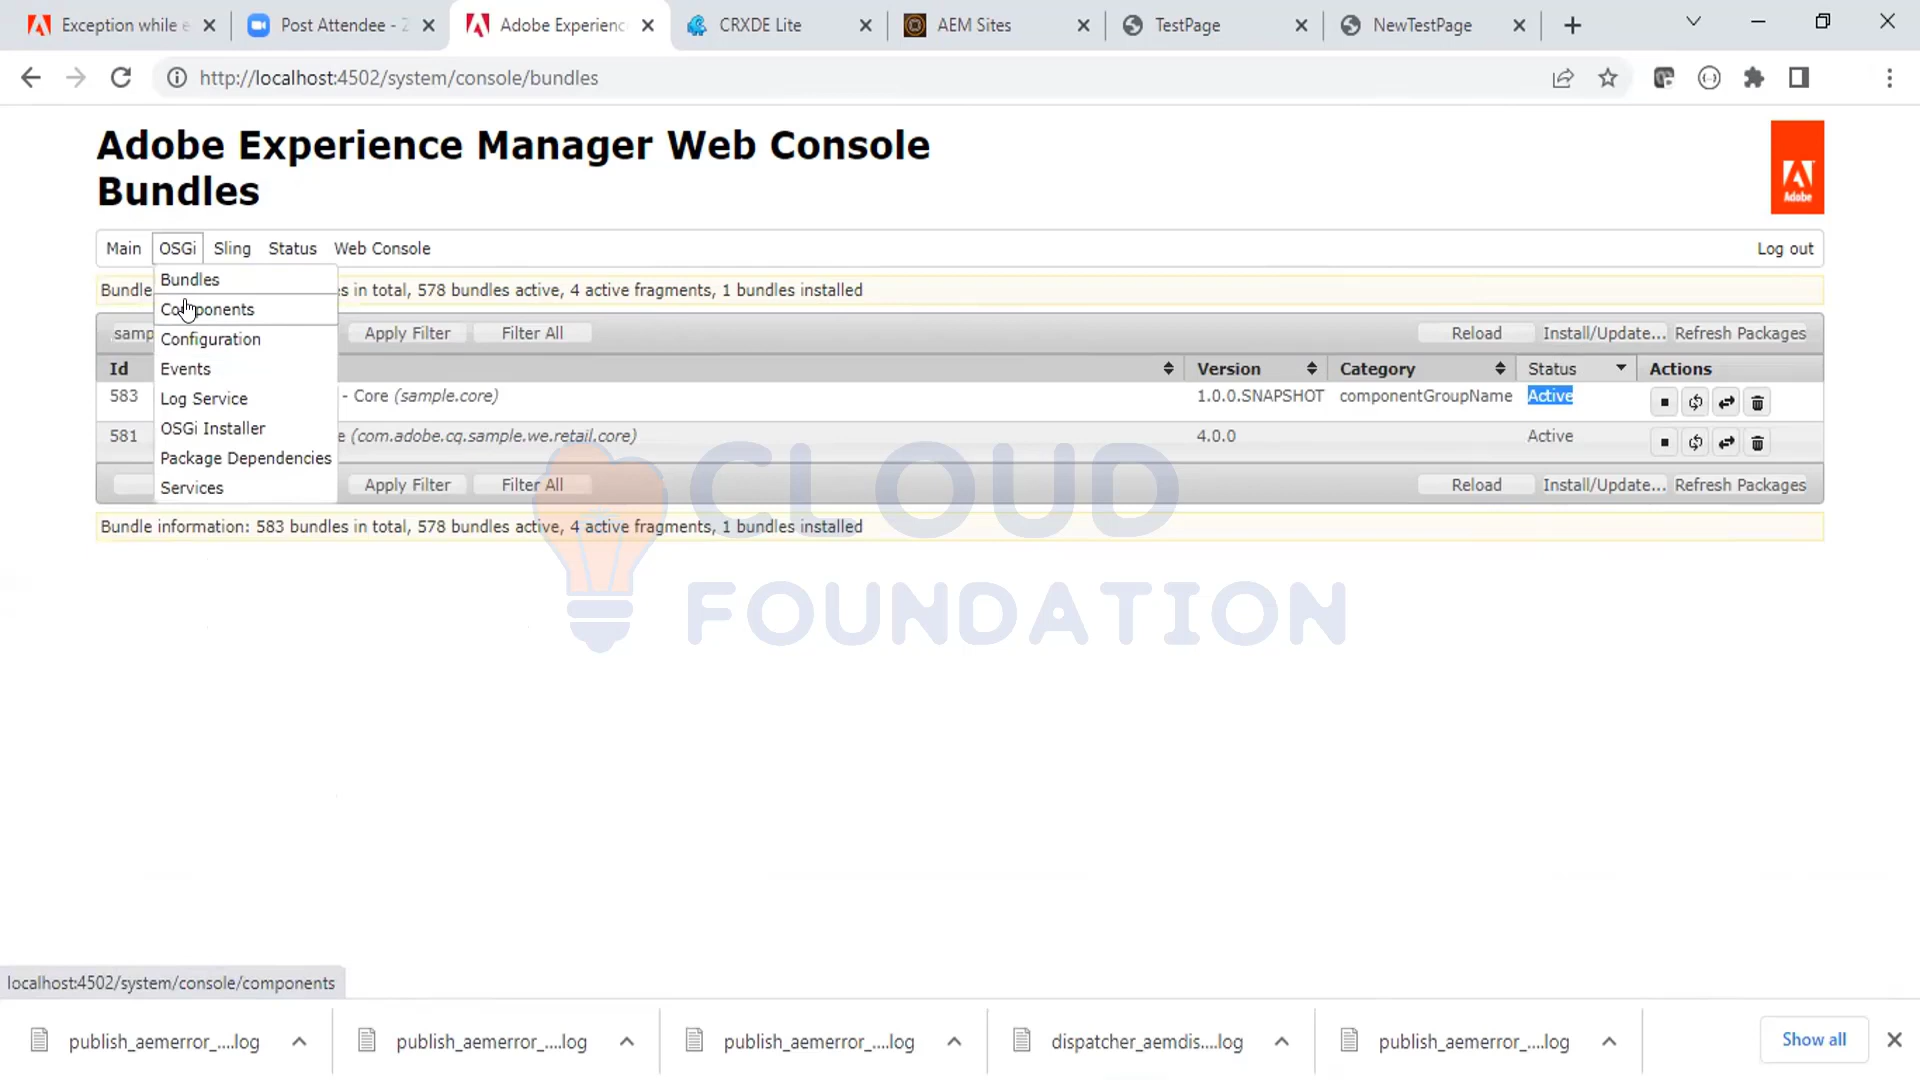 Exception while e
Post Attendee - Z
Adobe Experienc
CRXDE Lite
AEM Sites
TestPage
NewTestPage
http://localhost:4502/system/console/bundles
Adobe Experience Manager Web Console
Bundles
Adobe
Main OSGi Sling Status Web Console Log out
Bundles
Bundle s in total, 578 bundles active, 4 active fragments, 1 bundles installed
Components
samp Apply Filter Filter All Reload Install/Update... Refresh Packages
Configuration
Id Version Category Status Actions
Events
583 - Core (sample.core) 1.0.0.SNAPSHOT componentGroupName Active
Log Service
OSGi Installer
581 e (com.adobe.cq.sample.we.retail.core) 4.0.0 Active
Package Dependencies
Services
Apply Filter Filter All Reload Install/Update... Refresh Packages
Bundle information: 583 bundles in total, 578 bundles active, 4 active fragments, 1 bundles installed
CLOUD
FOUNDATION
localhost:4502/system/console/components
publish_aemerror_....log
publish_aemerror_....log
publish_aemerror_....log
dispatcher_aemdis....log
publish_aemerror_....log
Show all